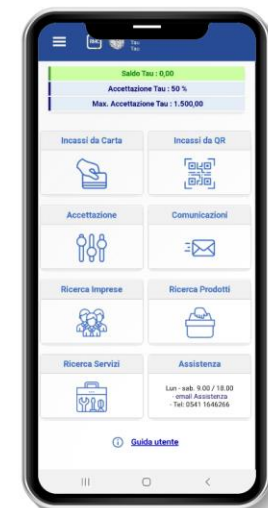 Tau
Tau
Saldo Tau : 0,00
Accettazione Tau : 50 %
Max. Accettazione Tau : 1.500,00
Incassi da Carta
Incassi da QR
Accettazione
Comunicazioni
Ricerca Imprese
Ricerca Prodotti
Ricerca Servizi
Assistenza
Lun - sab. 9.00 / 18.00
- email Assistenza
- Tel: 0541 1646266
Guida utente